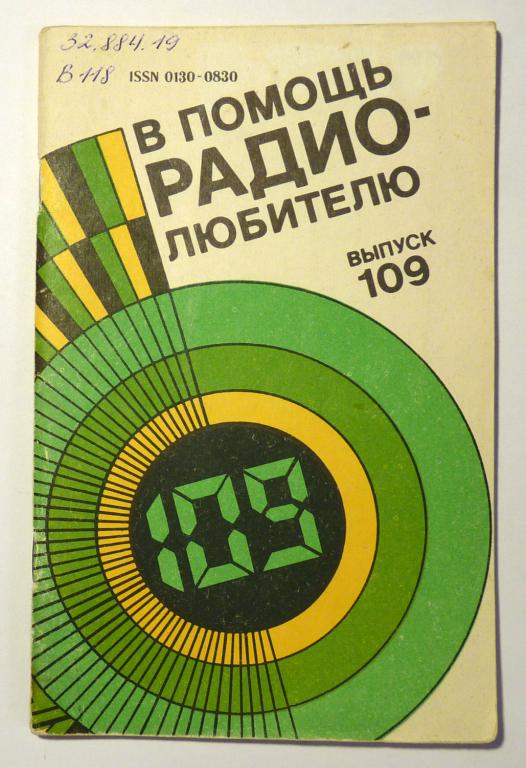 32.884.19
В 118 ISSN 0130-0830
В ПОМОЩЬ
РАДИО-
ЛЮБИТЕЛЮ
ВЫПУСК
109
109